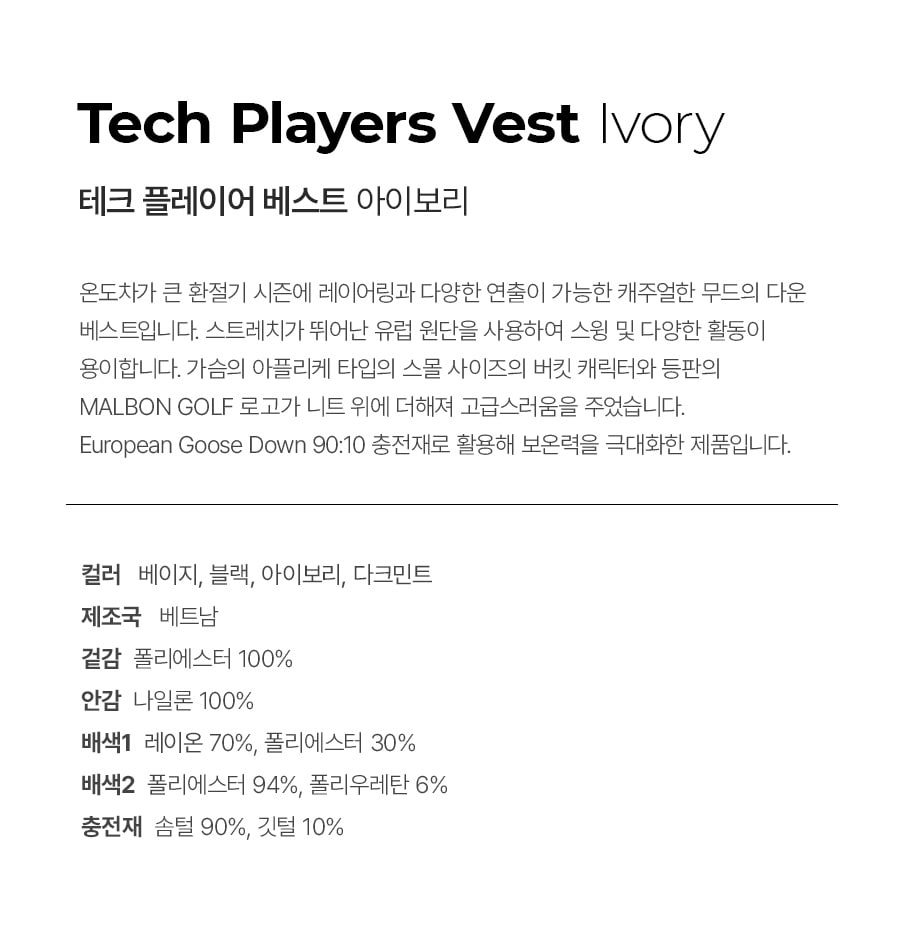 Tech Players Vest Ivory
테크 플레이어 베스트 아이보리
온도차가 큰 환절기 시즌에 레이어링과 다양한 연출이 가능한 캐주얼한 무드의 다운
베스트입니다. 스트레치가 뛰어난 유럽 원단을 사용하여 스윙 및 다양한 활동이
용이합니다. 가슴의 아플리케 타입의 스몰 사이즈의 버킷 캐릭터와 등판의
MALBON GOLF 로고가 니트 위에 더해져 고급스러움을 주었습니다.
European Goose Down 90:10 충전재로 활용해 보온력을 극대화한 제품입니다.
컬러 베이지, 블랙, 아이보리, 다크민트
제조국 베트남
겉감 폴리에스터 100%
안감 나일론 100%
배색1 레이온 70%, 폴리에스터 30%
배색2 폴리에스터 94%, 폴리우레탄 6%
충전재 솜털 90%, 깃털 10%